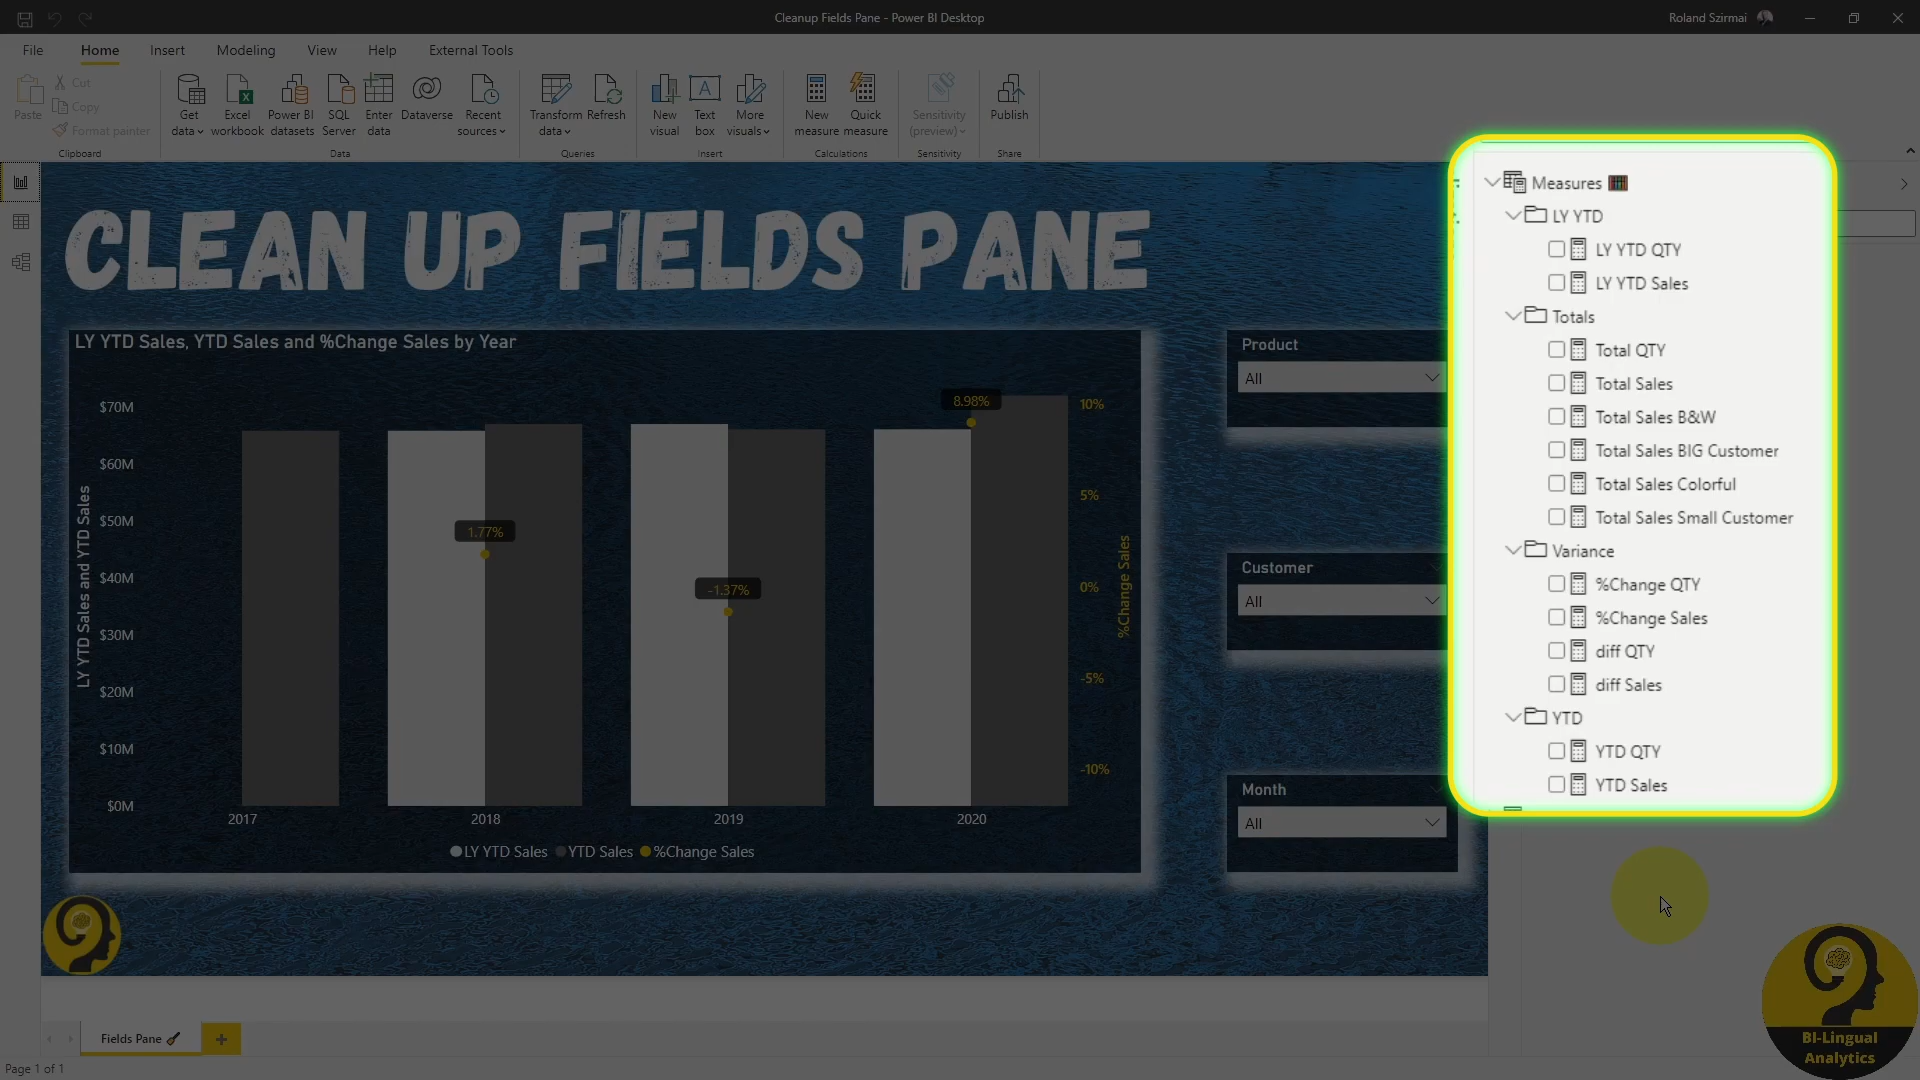 Cleanup Fields Pane - Power BI Desktop
Roland Szirmai
File Home Insert Modeling View Help External Tools
Paste
Cut
Copy
Format painter
Clipboard
Get data
Excel workbook
Power BI datasets
SQL Server
Enter data
Dataverse
Recent sources
Data
Transform data
Refresh
Queries
New visual
Text box
More visuals
Insert
New measure
Quick measure
Calculations
Sensitivity (preview)
Sensitivity
Publish
Share
CLEAN UP FIELDS PANE
LY YTD Sales, YTD Sales and %Change Sales by Year
LY YTD Sales and YTD Sales
$70M
$60M
$50M
$40M
$30M
$20M
$10M
$0M
1.77%
-1.37%
8.98%
10%
5%
0%
-5%
-10%
%Change Sales
2017 2018 2019 2020
LY YTD Sales YTD Sales %Change Sales
Product
All
Customer
All
Month
All
Measures
LY YTD
LY YTD QTY
LY YTD Sales
Totals
Total QTY
Total Sales
Total Sales B&W
Total Sales BIG Customer
Total Sales Colorful
Total Sales Small Customer
Variance
%Change QTY
%Change Sales
diff QTY
diff Sales
YTD
YTD QTY
YTD Sales
Fields Pane
Page 1 of 1
BI-Lingual
Analytics